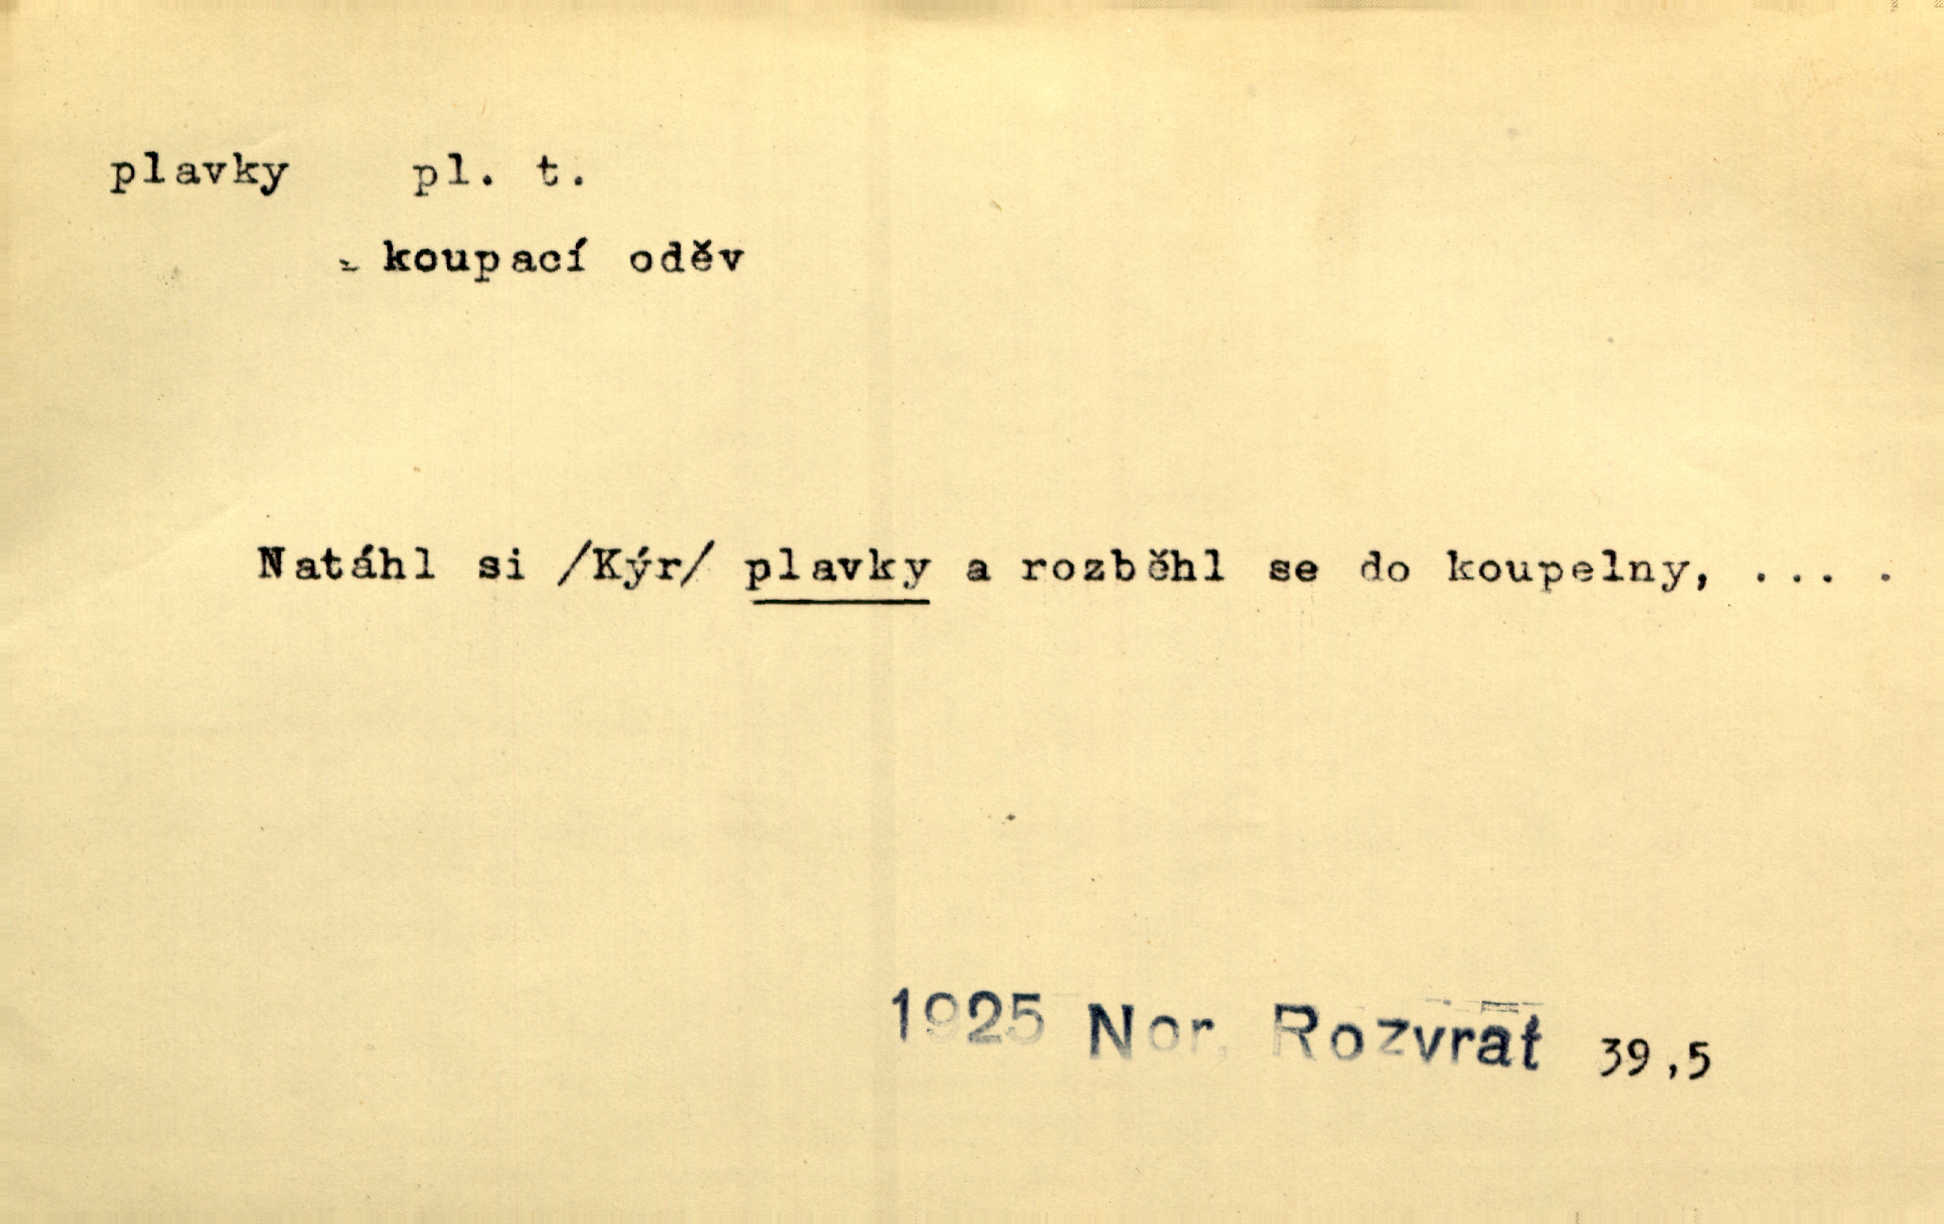 plavky pl. t.
koupací oděv
Natáhl si /Kýr/ plavky a rozběhl se do koupelny, ... .
1925 Nor. Rozvrat 39,5